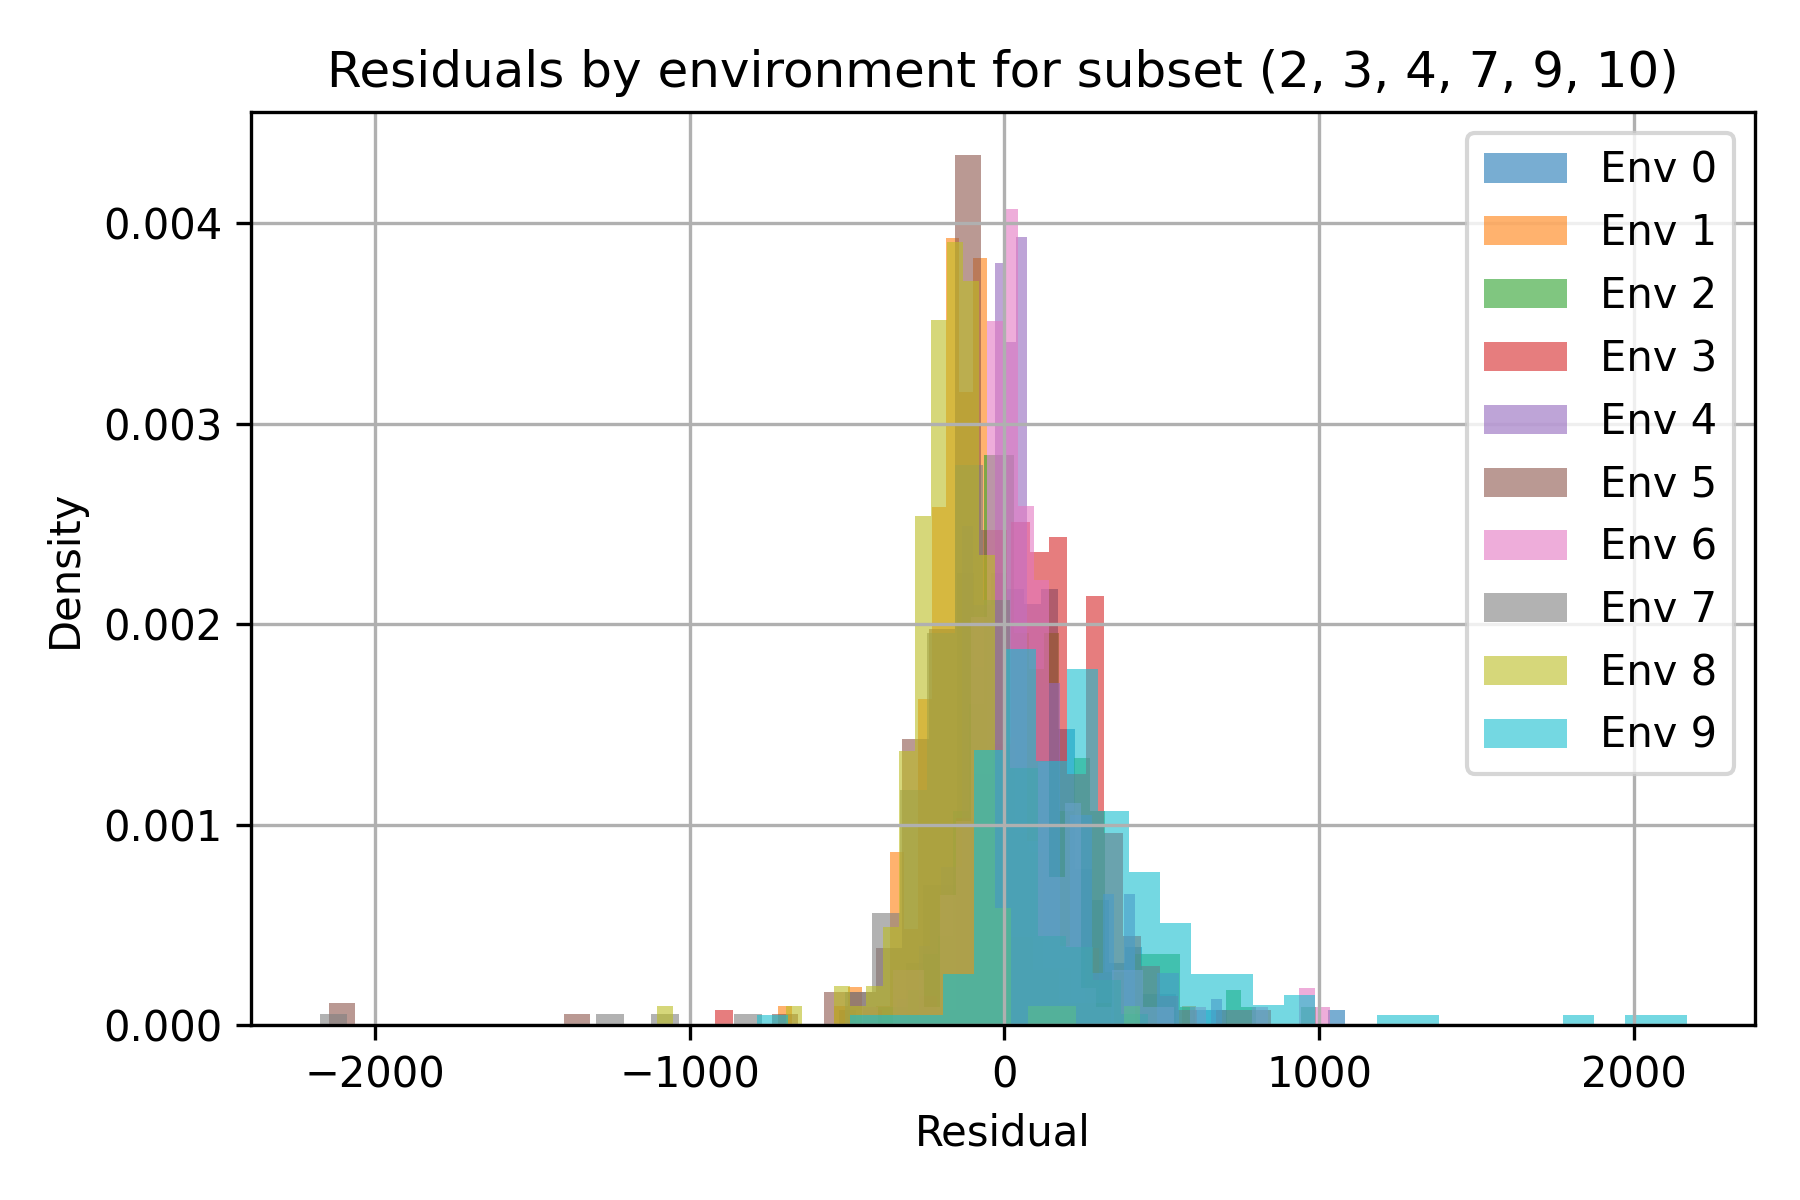 Residuals by environment for subset (2, 3, 4, 7, 9, 10)
Density
0.004
0.003
0.002
0.001
0.000
−2000
−1000
0
1000
2000
Residual
Env 0
Env 1
Env 2
Env 3
Env 4
Env 5
Env 6
Env 7
Env 8
Env 9